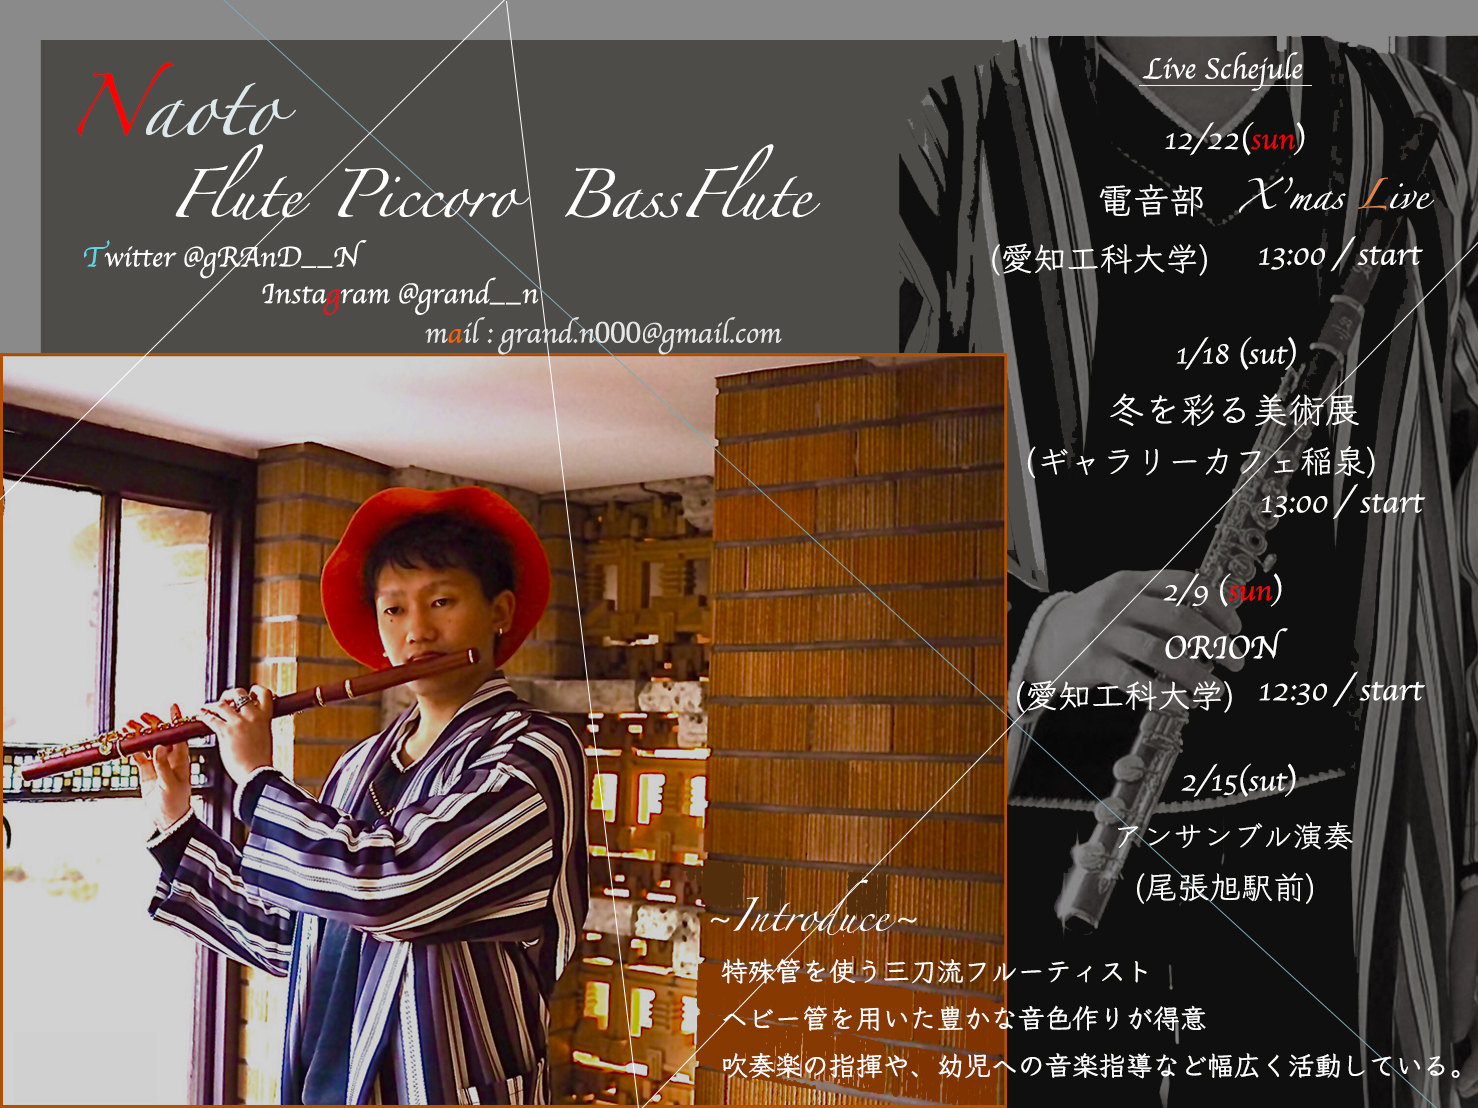 Naoto
Flute Piccoro BassFlute
Twitter @gRAnD__N
Instagram @grand__n
mail : grand.n000@gmail.com
Live Schejule
12/22(sun)
電音部 X'mas Live
(愛知工科大学) 13:00 / start
1/18 (sut)
冬を彩る美術展
(ギャラリーカフェ稲泉)
13:00 / start
2/9 (sun)
ORION
(愛知工科大学) 12:30 / start
2/15(sut)
アンサンブル演奏
(尾張旭駅前)
~Introduce~
特殊管を使う三刀流フルーティスト
ヘビー管を用いた豊かな音色作りが得意
吹奏楽の指揮や、幼児への音楽指導など幅広く活動している。